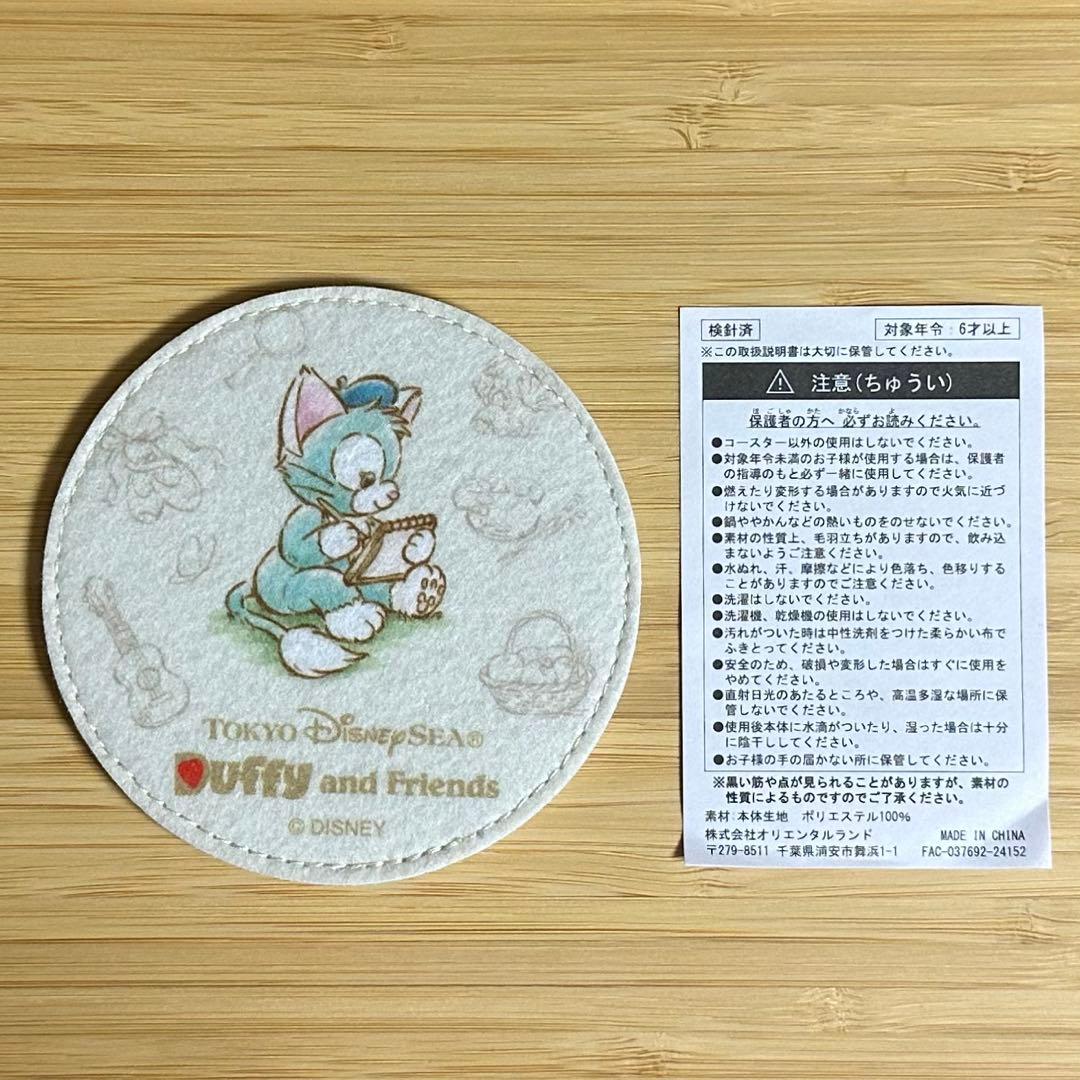 TOKYO DisneySEA®
Duffy and Friends
© DISNEY
検針済
対象年令：6才以上
※この取扱説明書は大切に保管してください。
⚠ 注意(ちゅうい)
保護者の方へ 必ずお読みください。
●コースター以外の使用はしないでください。
●対象年令未満のお子様が使用する場合は、保護者
の指導のもと必ず一緒に使用してください。
●燃えたり変形する場合がありますので火気に近づ
けないでください。
●鍋ややかんなどの熱いものをのせないでください。
●素材の性質上、毛羽立ちがありますので、飲み込
まないようご注意ください。
●水ぬれ、汗、摩擦などにより色落ち、色移りする
ことがありますのでご注意ください。
●洗濯はしないでください。
●洗濯機、乾燥機の使用はしないでください。
●汚れがついた時は中性洗剤をつけた柔らかい布で
ふきとってください。
●安全のため、破損や変形した場合はすぐに使用を
やめてください。
●直射日光のあたるところや、高温多湿な場所に保
管しないでください。
●使用後本体に水滴がついたり、湿った場合は十分
に陰干ししてください。
●お子様の手の届かない所に保管してください。
※黒い筋や点が見られることがありますが、素材の
性質によるものですのでご了承ください。
素材：本体生地 ポリエステル100%
株式会社オリエンタルランド MADE IN CHINA
〒279-8511 千葉県浦安市舞浜1-1 FAC-037692-24152